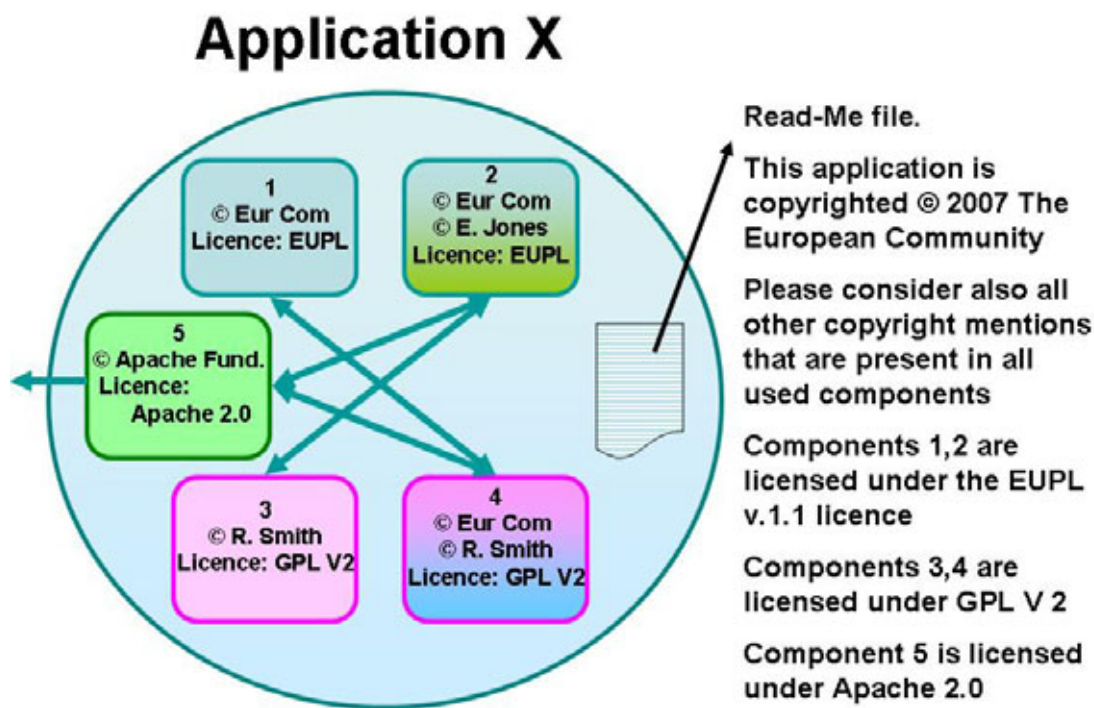 Application X
1
© Eur Com
Licence: EUPL
2
© Eur Com
© E. Jones
Licence: EUPL
5
© Apache Fund.
Licence:
Apache 2.0
3
© R. Smith
Licence: GPL V2
4
© Eur Com
© R. Smith
Licence: GPL V2
Read-Me file.
This application is
copyrighted © 2007 The
European Community
Please consider also all
other copyright mentions
that are present in all
used components
Components 1,2 are
licensed under the EUPL
v.1.1 licence
Components 3,4 are
licensed under GPL V 2
Component 5 is licensed
under Apache 2.0